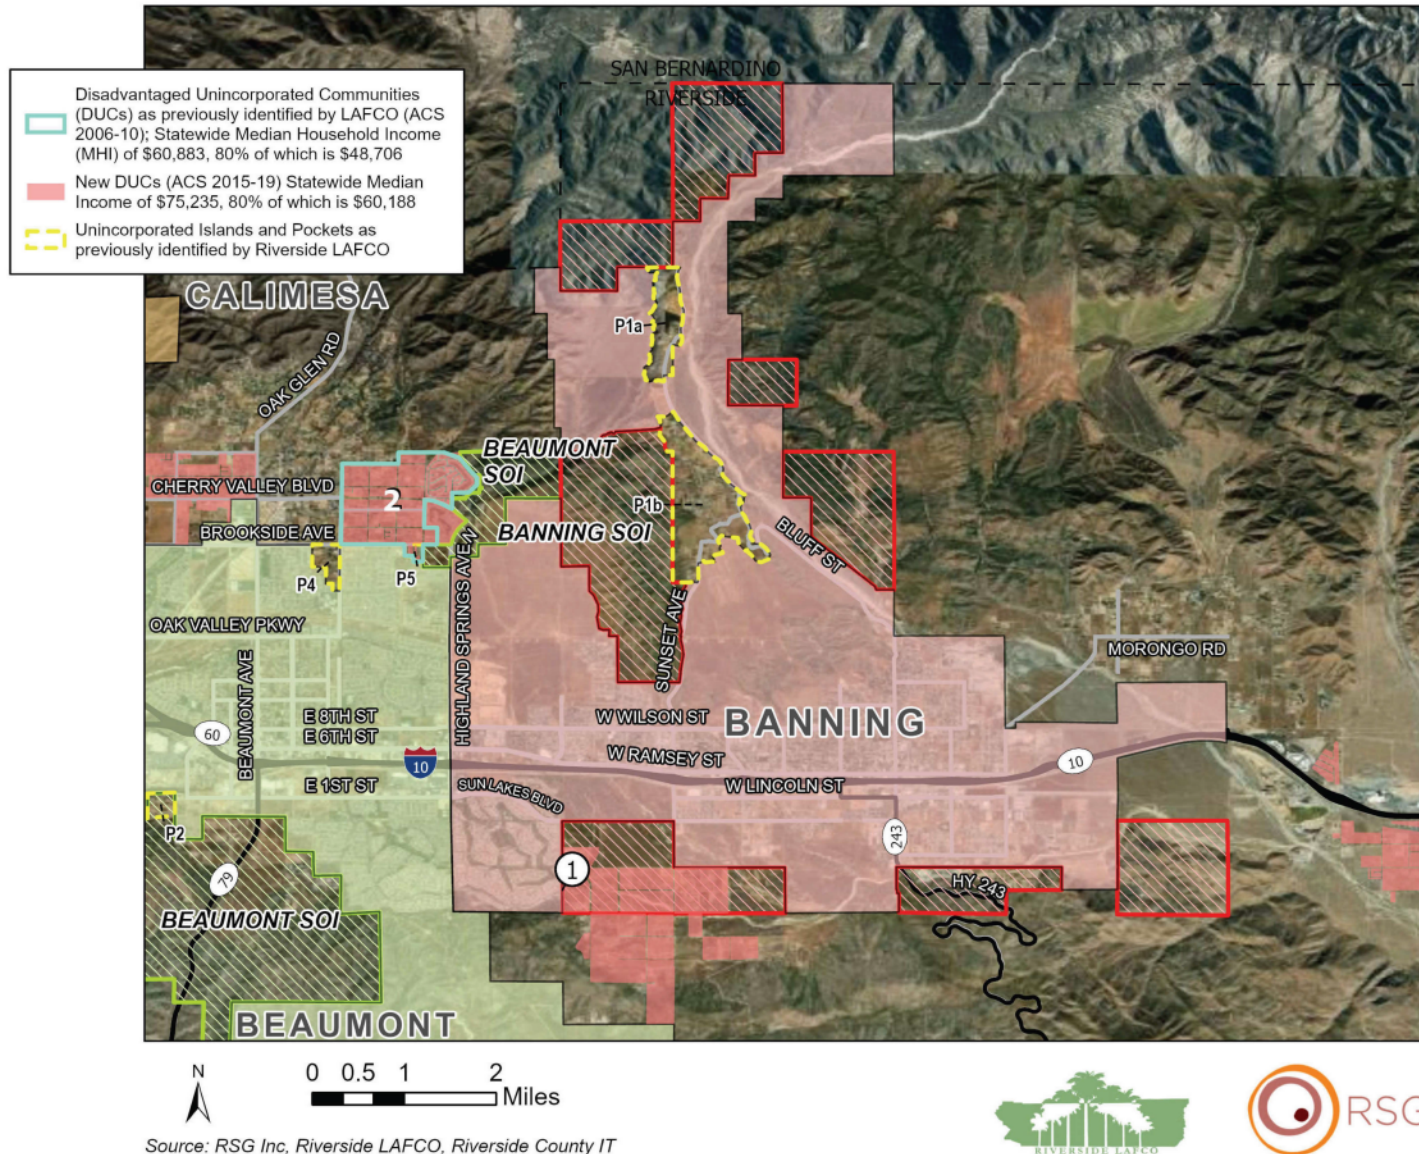 SAN BERNARDINO
RIVERSIDE
Disadvantaged Unincorporated Communities
(DUCs) as previously identified by LAFCO (ACS
2006-10); Statewide Median Household Income
(MHI) of $60,883, 80% of which is $48,706
New DUCs (ACS 2015-19) Statewide Median
Income of $75,235, 80% of which is $60,188
Unincorporated Islands and Pockets as
previously identified by Riverside LAFCO
CALIMESA
P1a
OAK GLEN RD
BEAUMONT
SOI
CHERRY VALLEY BLVD
2
P1b
BROOKSIDE AVE
BANNING SOI
BLUFF ST
P4
P5
HIGHLAND SPRINGS AVE N
OAK VALLEY PKWY
SUNSET AVE
MORONGO RD
BEAUMONT AVE
E 8TH ST
W WILSON ST
BANNING
60
E 6TH ST
W RAMSEY ST
10
10
E 1ST ST
SUN LAKES BLVD
W LINCOLN ST
P2
243
1
79
HY 243
BEAUMONT SOI
BEAUMONT
N
0 0.5 1 2
Miles
Source: RSG Inc, Riverside LAFCO, Riverside County IT
RIVERSIDE LAFCO
RSG